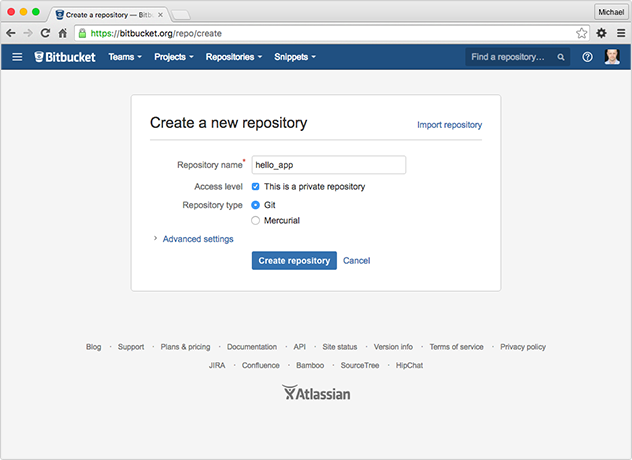 Create a repository — Bitb
Michael
https://bitbucket.org/repo/create
Bitbucket Teams Projects Repositories Snippets Find a repository...
Create a new repository Import repository
Repository name* hello_app
Access level This is a private repository
Repository type Git
Mercurial
Advanced settings
Create repository Cancel
Blog · Support · Plans & pricing · Documentation · API · Site status · Version info · Terms of service · Privacy policy
JIRA · Confluence · Bamboo · SourceTree · HipChat
Atlassian